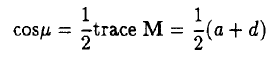 cosμ = 1/2 trace M = 1/2 (a + d)